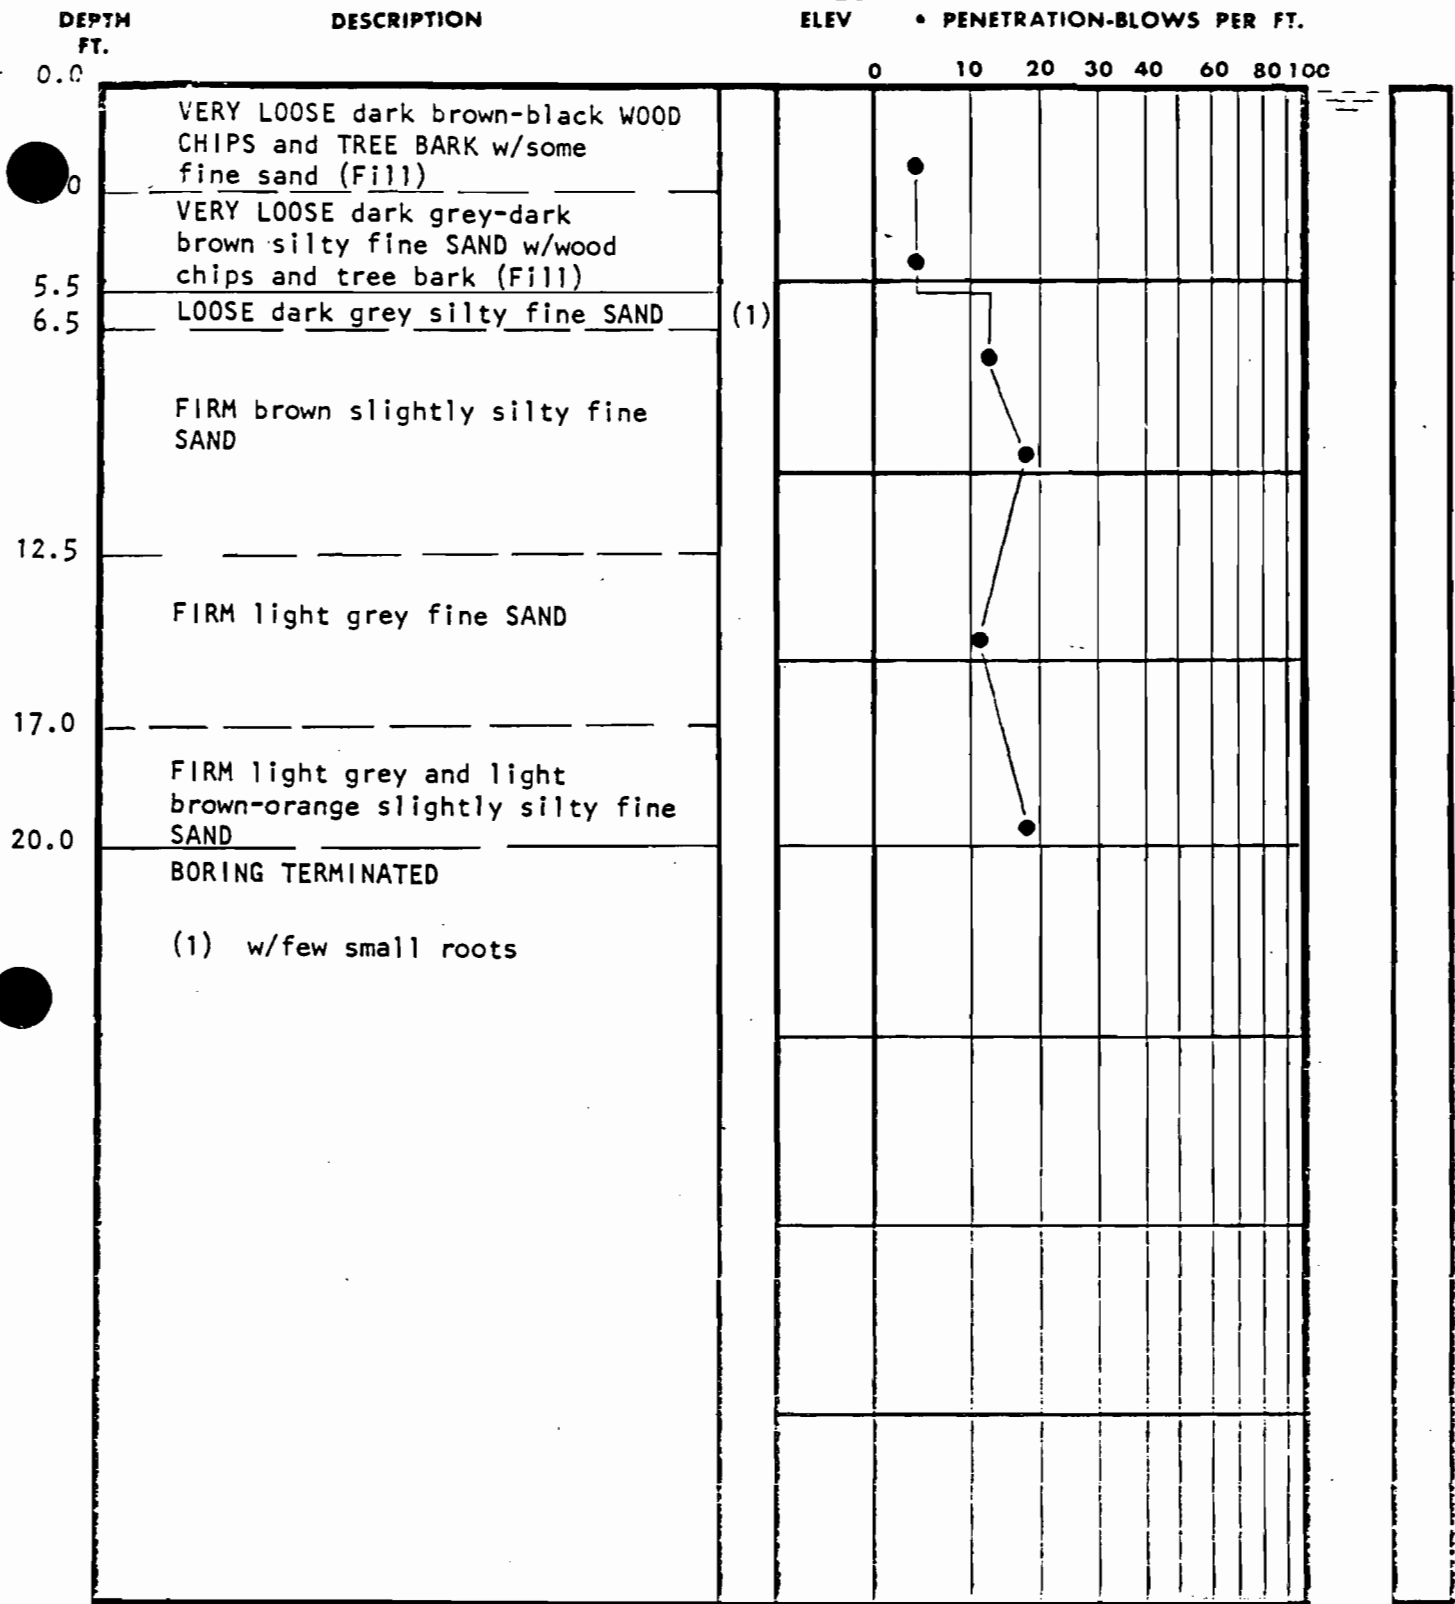 DEPTH FT.
DESCRIPTION
ELEV • PENETRATION-BLOWS PER FT.
0 10 20 30 40 60 80 100
0.0
VERY LOOSE dark brown-black WOOD
CHIPS and TREE BARK w/some
fine sand (Fill)
0
VERY LOOSE dark grey-dark
brown silty fine SAND w/wood
chips and tree bark (Fill)
5.5
LOOSE dark grey silty fine SAND (1)
6.5
FIRM brown slightly silty fine
SAND
12.5
FIRM light grey fine SAND
17.0
FIRM light grey and light
brown-orange slightly silty fine
SAND
20.0
BORING TERMINATED
(1) w/few small roots